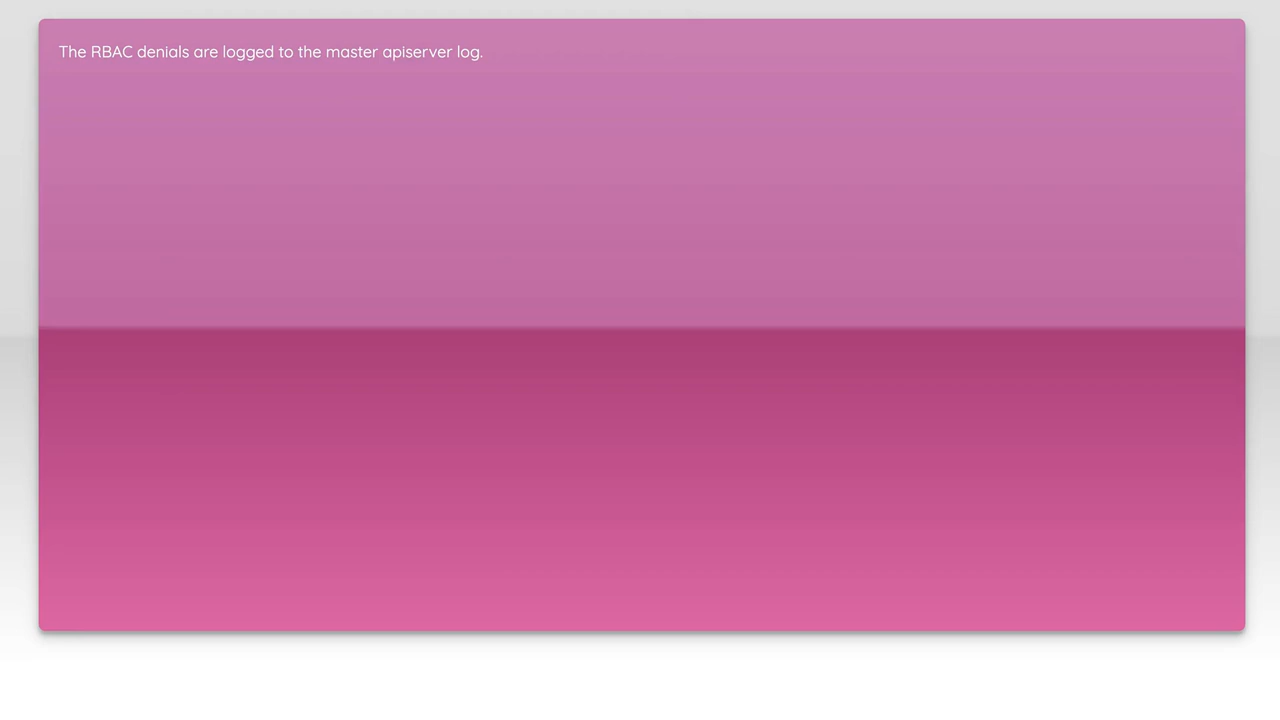 The RBAC denials are logged to the master apiserver log.